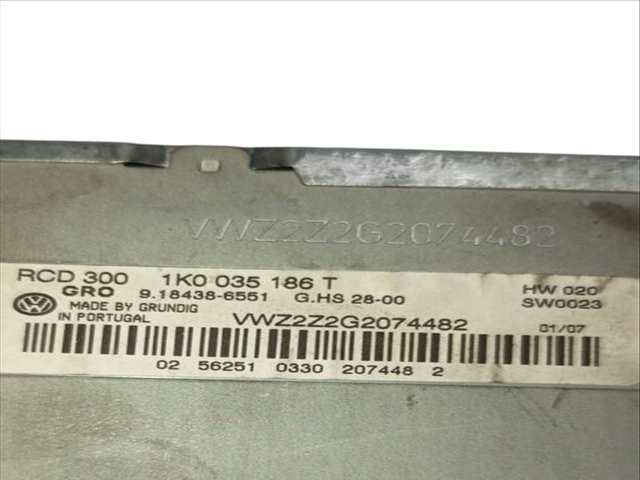 VWZ2Z2G2074482
RCD 300 1K0 035 186 T HW 020
GRO 9.18438-6551 G.HS 28-00 SW0023
MADE BY GRUNDIG
IN PORTUGAL VWZ2Z2G2074482 01/07
02 56251 0330 207448 2